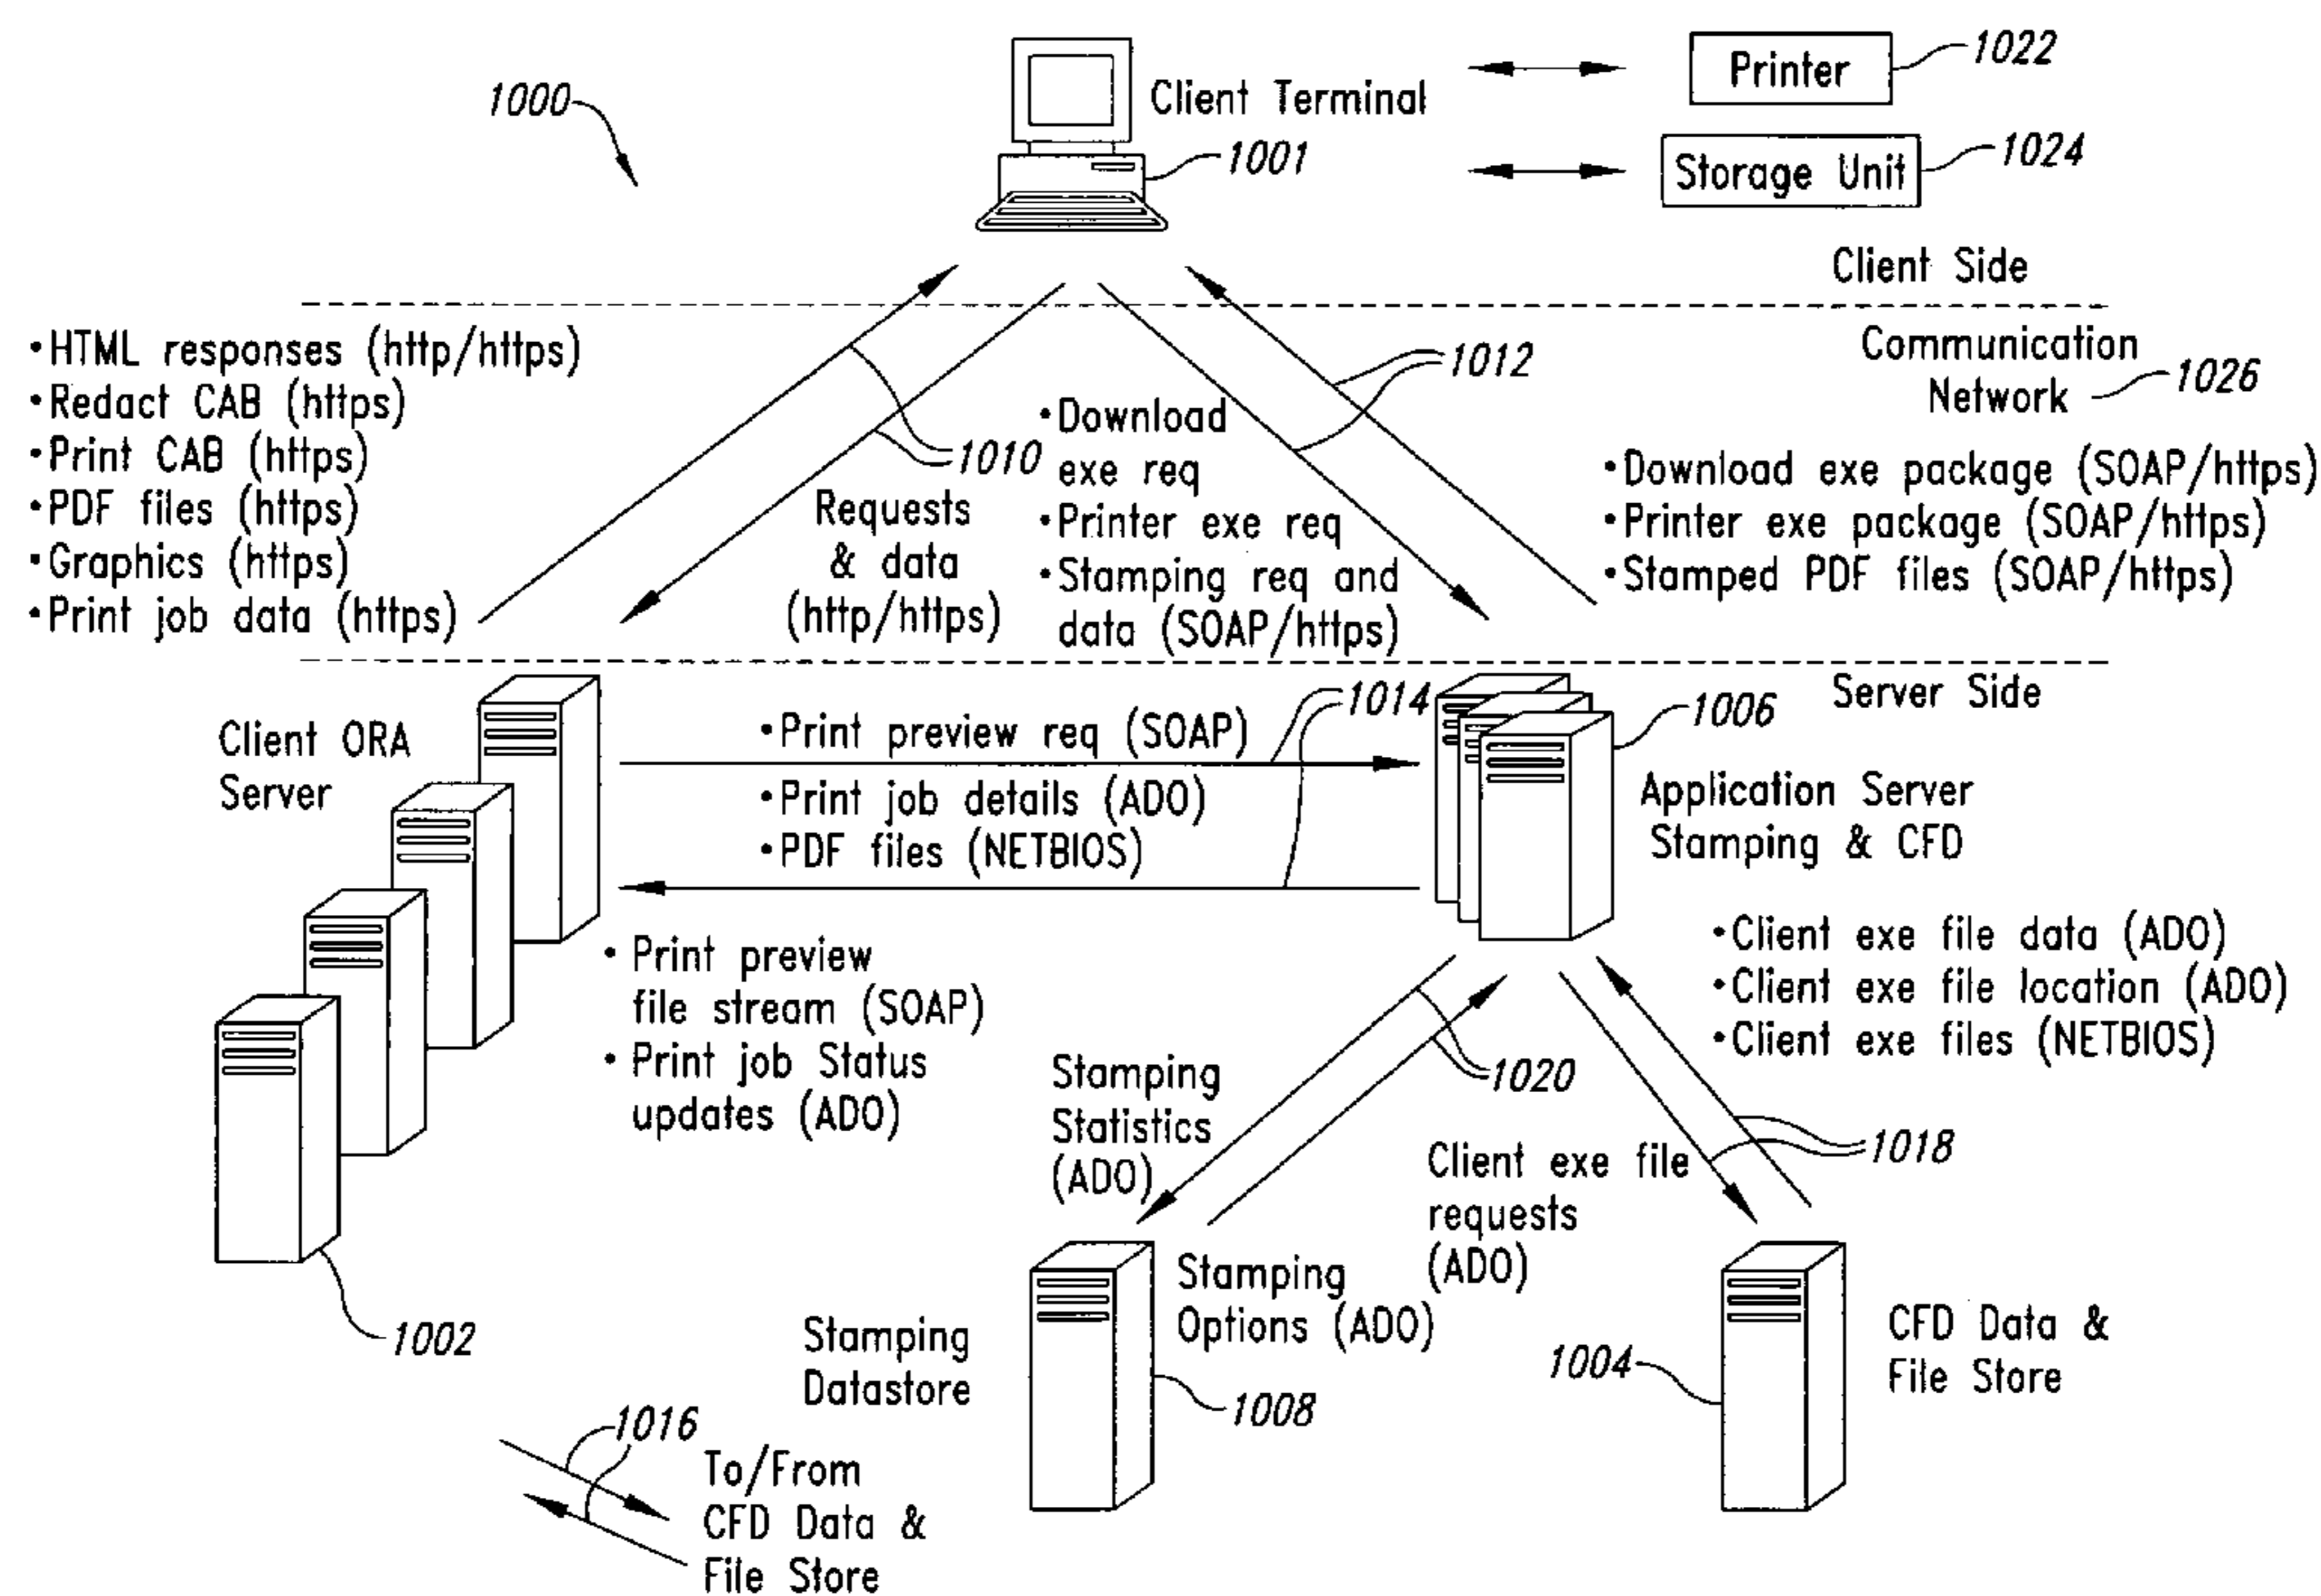 1000
Client Terminal
1001
Printer
1022
Storage Unit
1024
Client Side
•HTML responses (http/https)
•Redact CAB (https)
•Print CAB (https)
•PDF files (https)
•Graphics (https)
•Print job data (https)
1010
Requests
& data
(http/https)
•Download
exe req
•Printer exe req
•Stamping req and
data (SOAP/https)
1012
Communication
Network
1026
•Download exe package (SOAP/https)
•Printer exe package (SOAP/https)
•Stamped PDF files (SOAP/https)
Server Side
Client ORA
Server
•Print preview req (SOAP)
•Print job details (ADO)
•PDF files (NETBIOS)
1014
1006
Application Server
Stamping & CFD
• Print preview
file stream (SOAP)
• Print job Status
updates (ADO)
1002
•Client exe file data (ADO)
•Client exe file location (ADO)
•Client exe files (NETBIOS)
Stamping
Statistics
(ADO)
1020
Client exe file
requests
(ADO)
1018
Stamping
Options (ADO)
Stamping
Datastore
1008
1004
CFD Data &
File Store
1016
To/From
CFD Data &
File Store